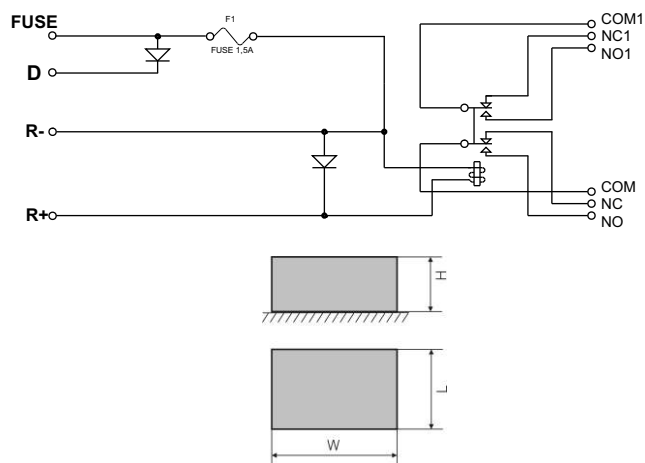 FUSE
F1
FUSE 1,5A
D
R-
R+
COM1
NC1
NO1
COM
NC
NO
H
L
W